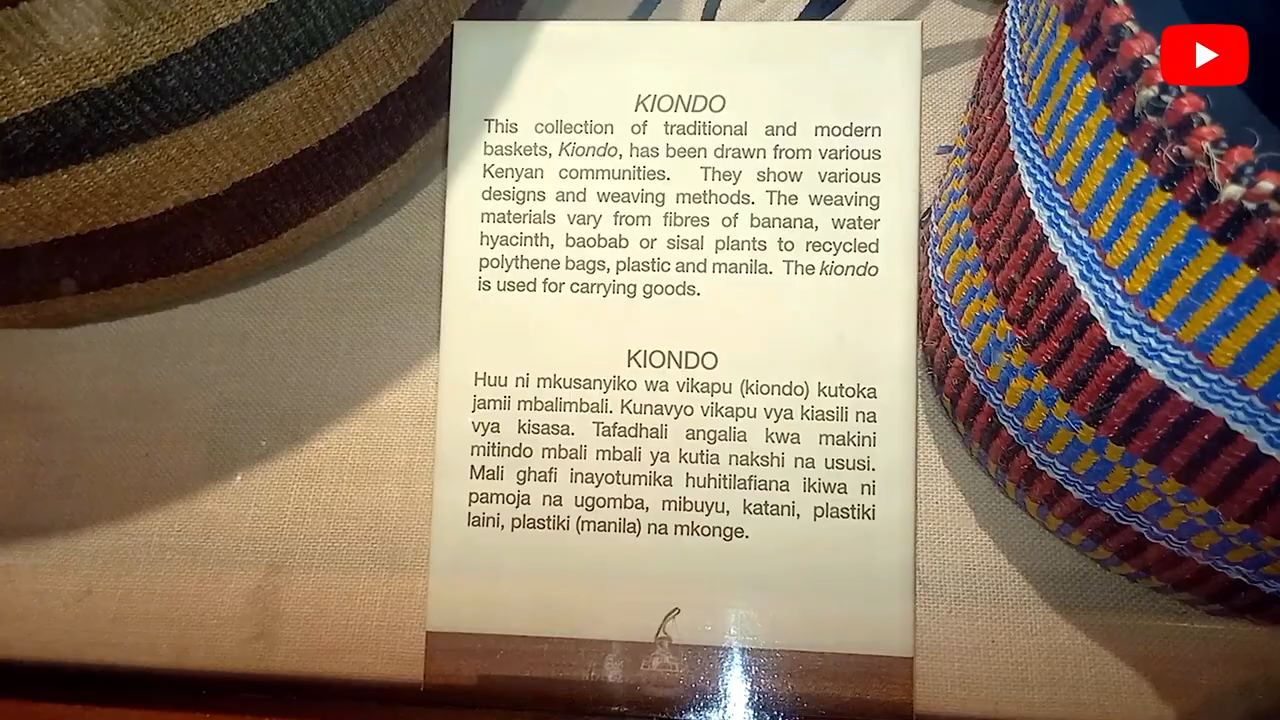 KIONDO
This collection of traditional and modern
baskets, Kiondo, has been drawn from various
Kenyan communities. They show various
designs and weaving methods. The weaving
materials vary from fibres of banana, water
hyacinth, baobab or sisal plants to recycled
polythene bags, plastic and manila. The kiondo
is used for carrying goods.
KIONDO
Huu ni mkusanyiko wa vikapu (kiondo) kutoka
jamii mbalimbali. Kunavyo vikapu vya kiasili na
vya kisasa. Tafadhali angalia kwa makini
mitindo mbali mbali ya kutia nakshi na ususi.
Mali ghafi inayotumika huhitilafiana ikiwa ni
pamoja na ugomba, mibuyu, katani, plastiki
laini, plastiki (manila) na mkonge.